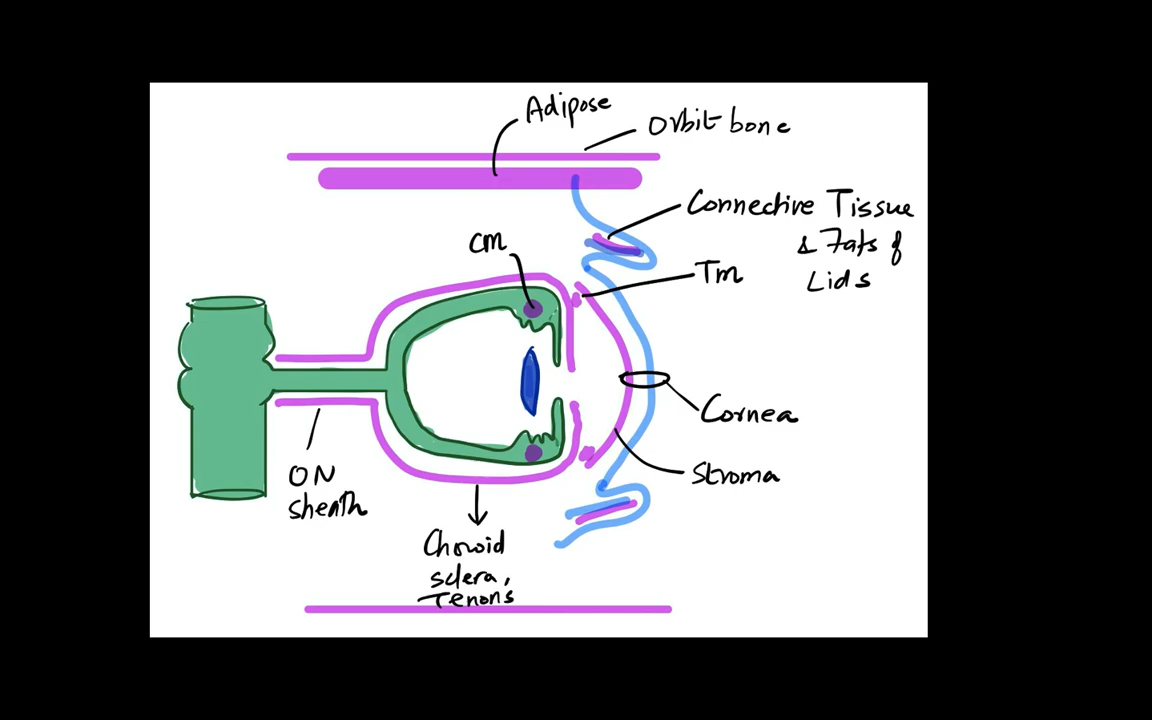 Adipose
Orbit bone
Connective Tissue
& Fats of
Lids
CM
TM
Cornea
Stroma
ON
Sheath
Choroid
sclera,
Tenons